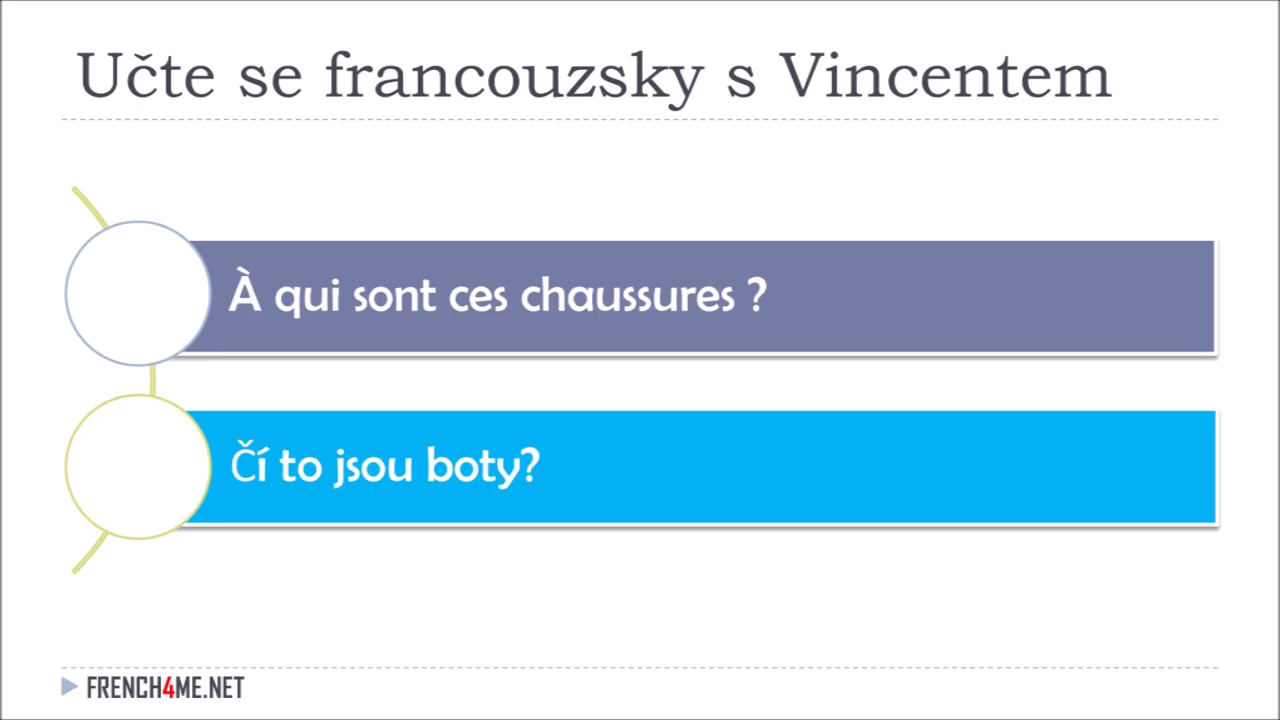 Učte se francouzsky s Vincentem
À qui sont ces chaussures ?
Čí to jsou boty?
FRENCH4ME.NET